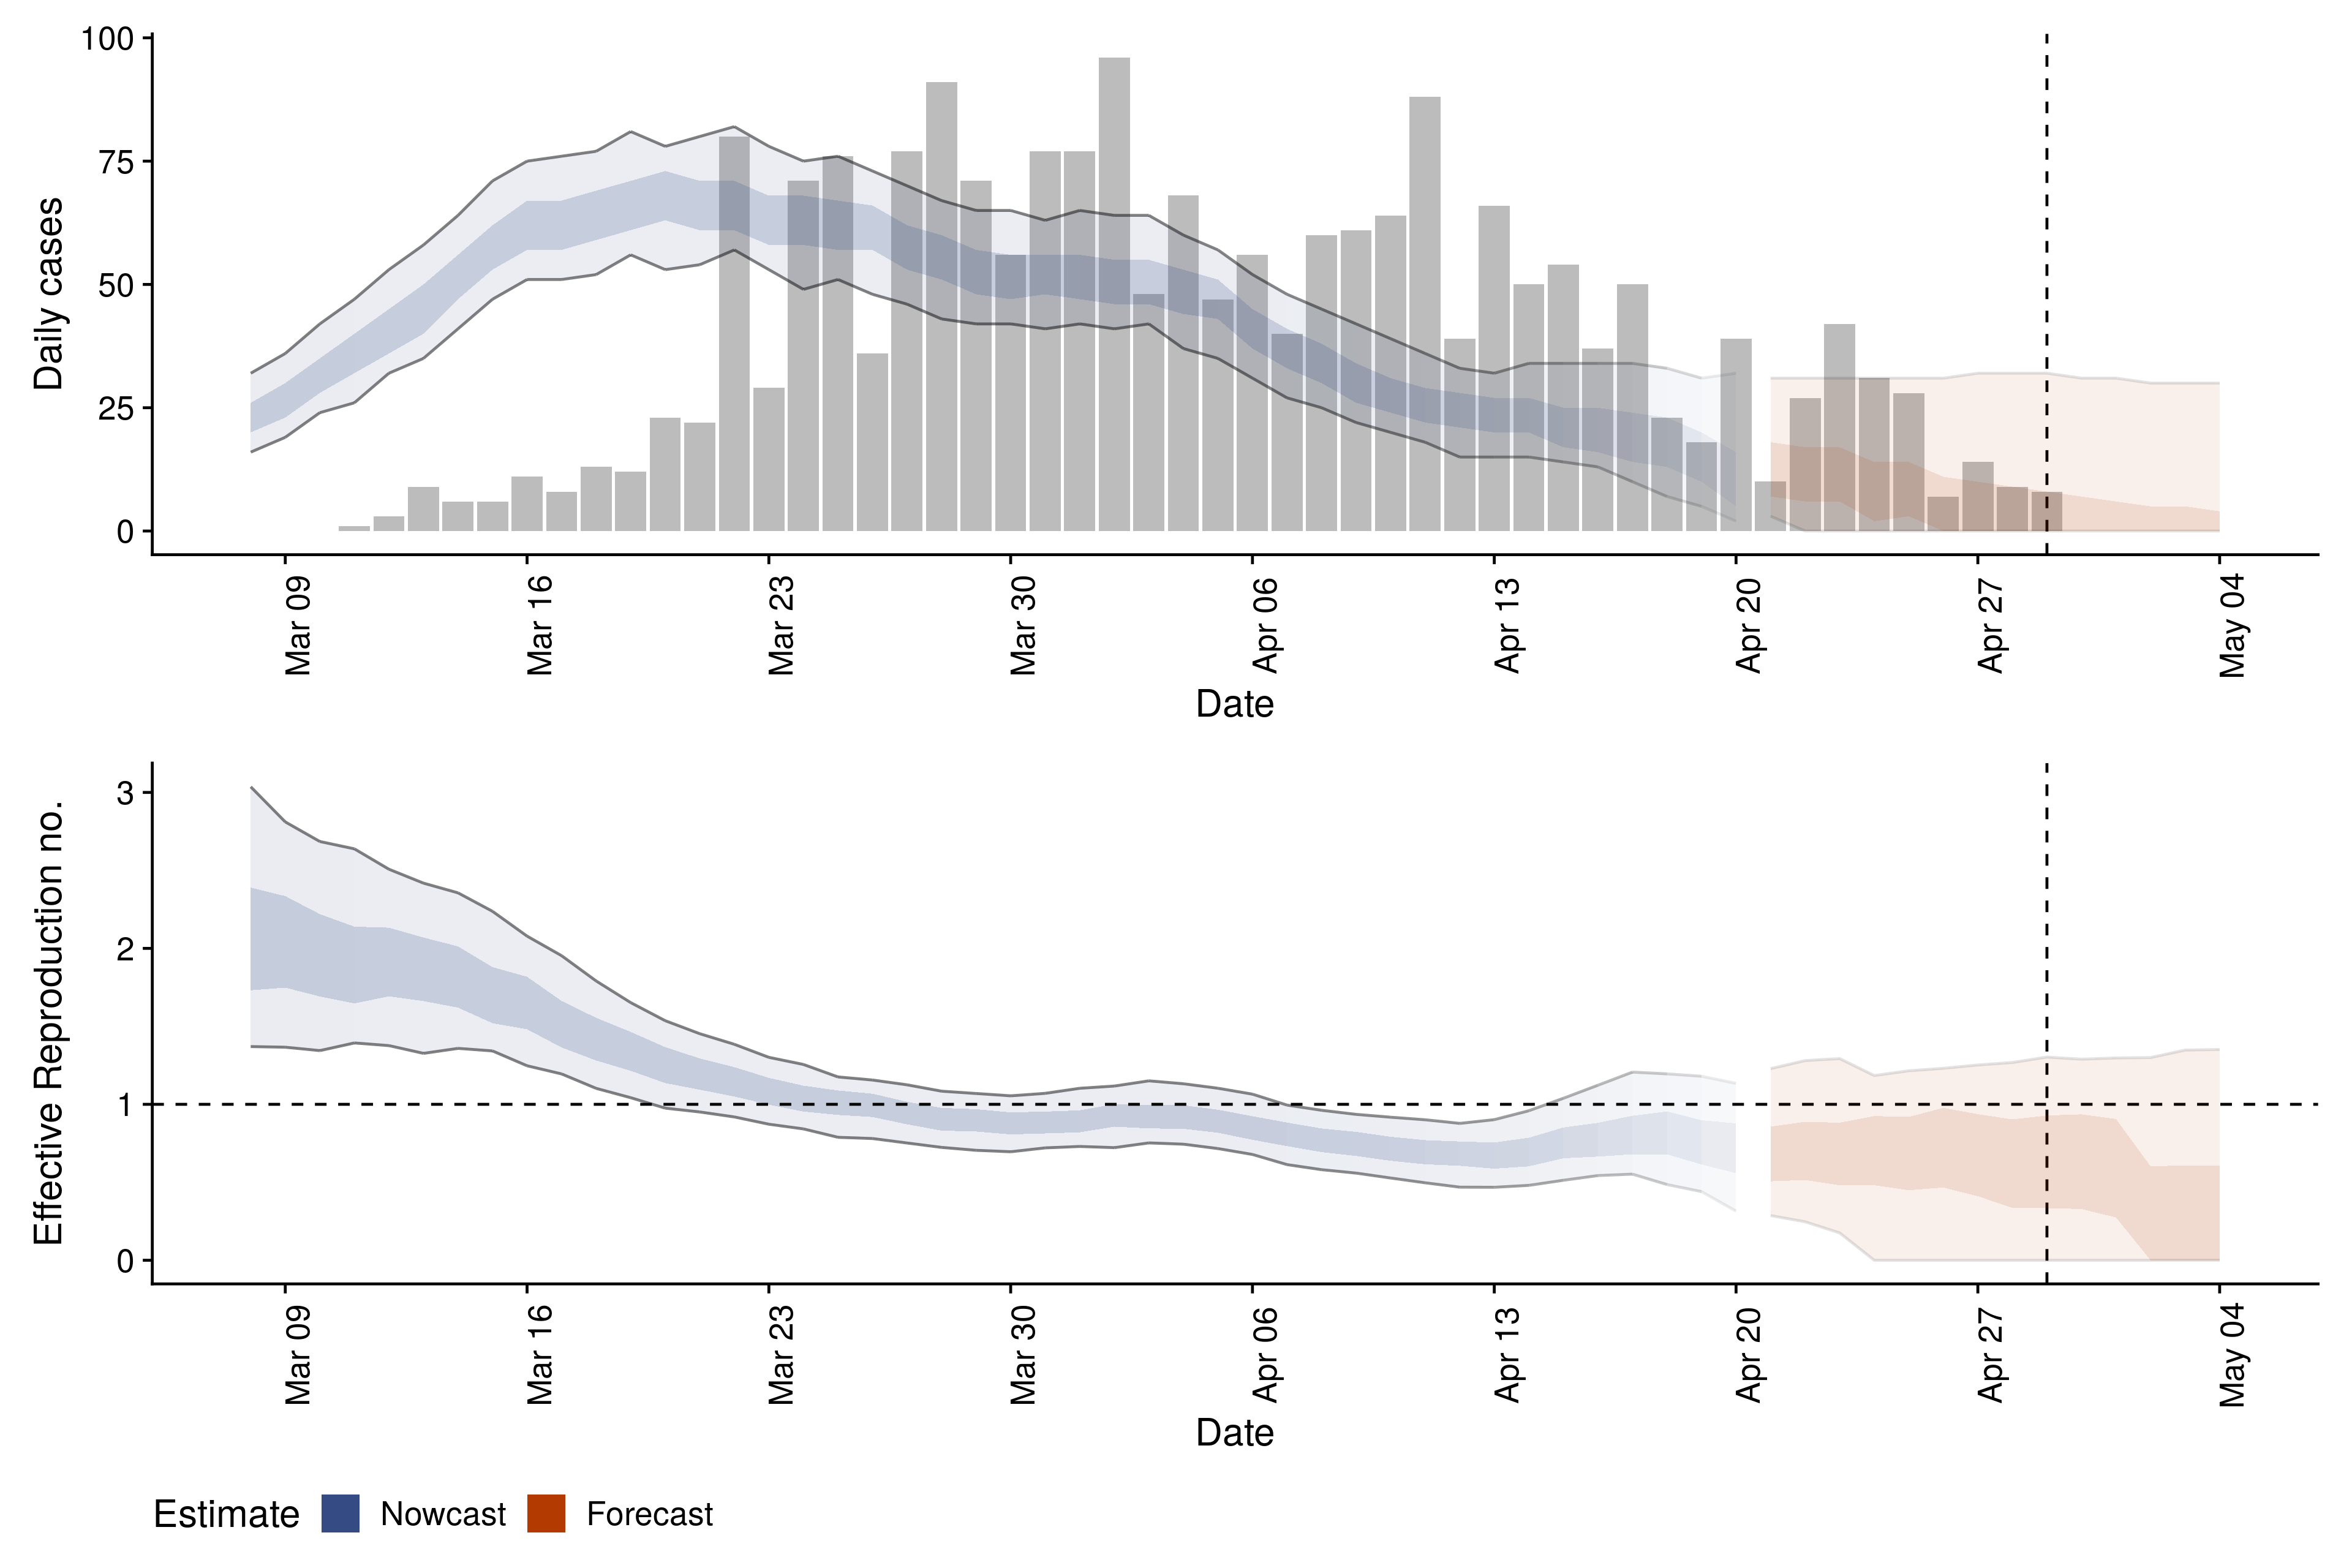 100
75
50
25
0
Daily cases
Mar 09
Mar 16
Mar 23
Mar 30
Apr 06
Apr 13
Apr 20
Apr 27
May 04
Date
3
2
1
0
Effective Reproduction no.
Mar 09
Mar 16
Mar 23
Mar 30
Apr 06
Apr 13
Apr 20
Apr 27
May 04
Date
Estimate Nowcast Forecast